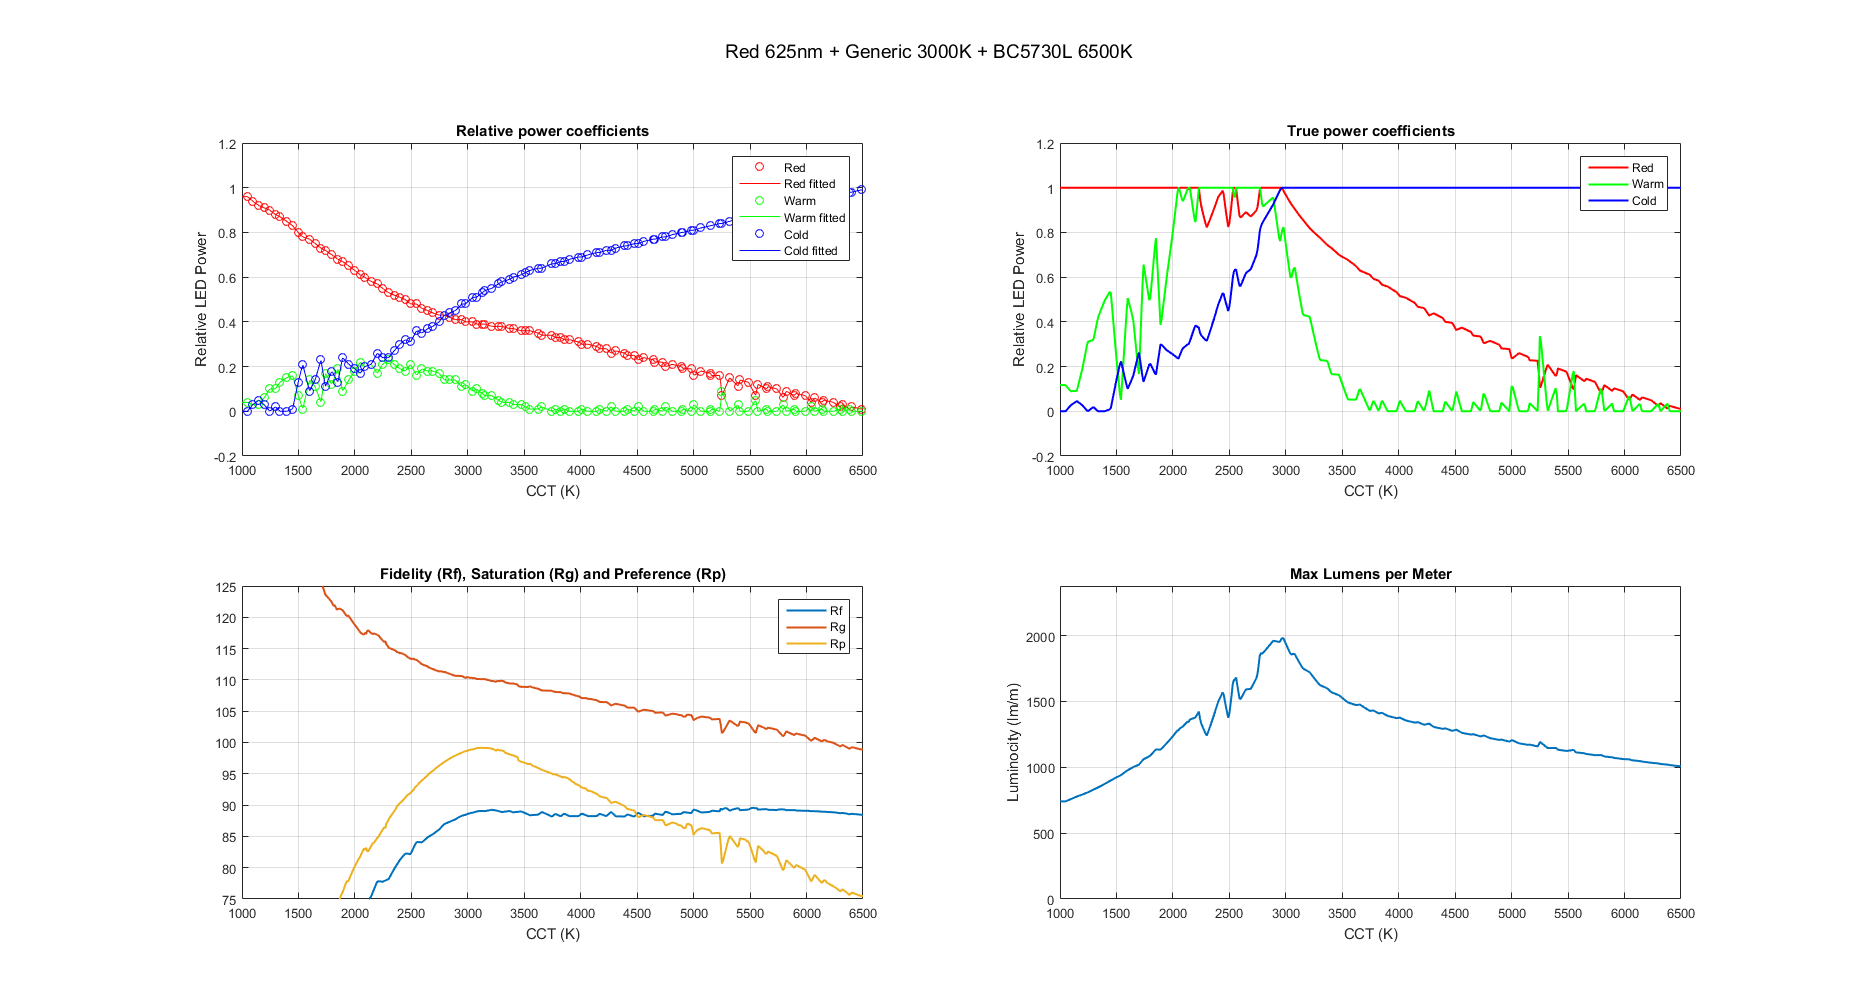 Red 625nm + Generic 3000K + BC5730L 6500K
Relative power coefficients
Relative LED Power
1.2
1
0.8
0.6
0.4
0.2
0
-0.2
Red
Red fitted
Warm
Warm fitted
Cold
Cold fitted
1000 1500 2000 2500 3000 3500 4000 4500 5000 5500 6000 6500
CCT (K)
True power coefficients
Relative LED Power
1.2
1
0.8
0.6
0.4
0.2
0
-0.2
Red
Warm
Cold
1000 1500 2000 2500 3000 3500 4000 4500 5000 5500 6000 6500
CCT (K)
Fidelity (Rf), Saturation (Rg) and Preference (Rp)
125
120
115
110
105
100
95
90
85
80
75
Rf
Rg
Rp
1000 1500 2000 2500 3000 3500 4000 4500 5000 5500 6000 6500
CCT (K)
Max Lumens per Meter
Luminocity (lm/m)
2000
1500
1000
500
0
1000 1500 2000 2500 3000 3500 4000 4500 5000 5500 6000 6500
CCT (K)